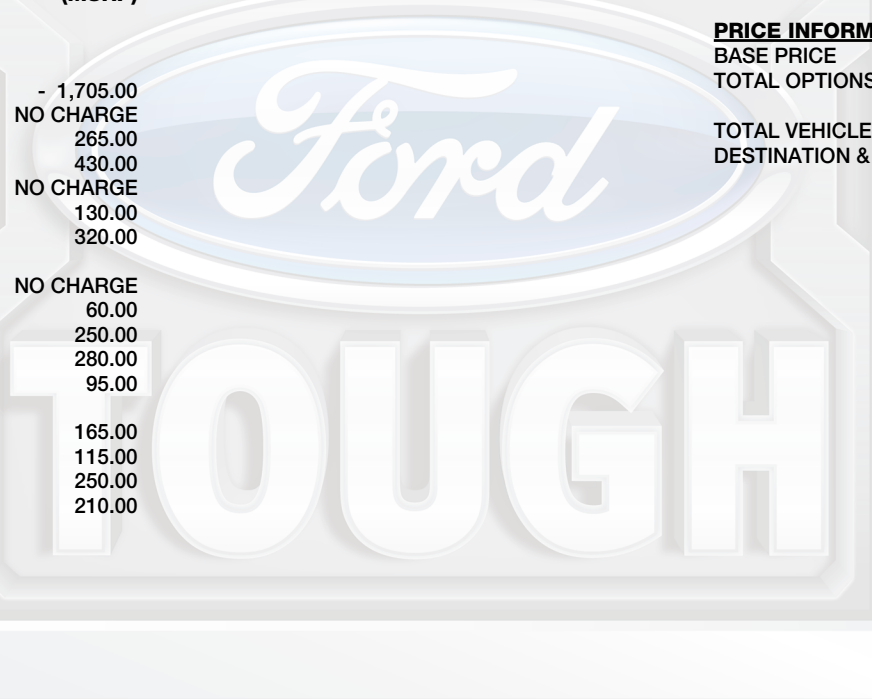 - 1,705.00
NO CHARGE
265.00
430.00
NO CHARGE
130.00
320.00
NO CHARGE
60.00
250.00
280.00
95.00
165.00
115.00
250.00
210.00
PRICE INFORM
BASE PRICE
TOTAL OPTIONS
TOTAL VEHICLE
DESTINATION &
Ford
TOUGH